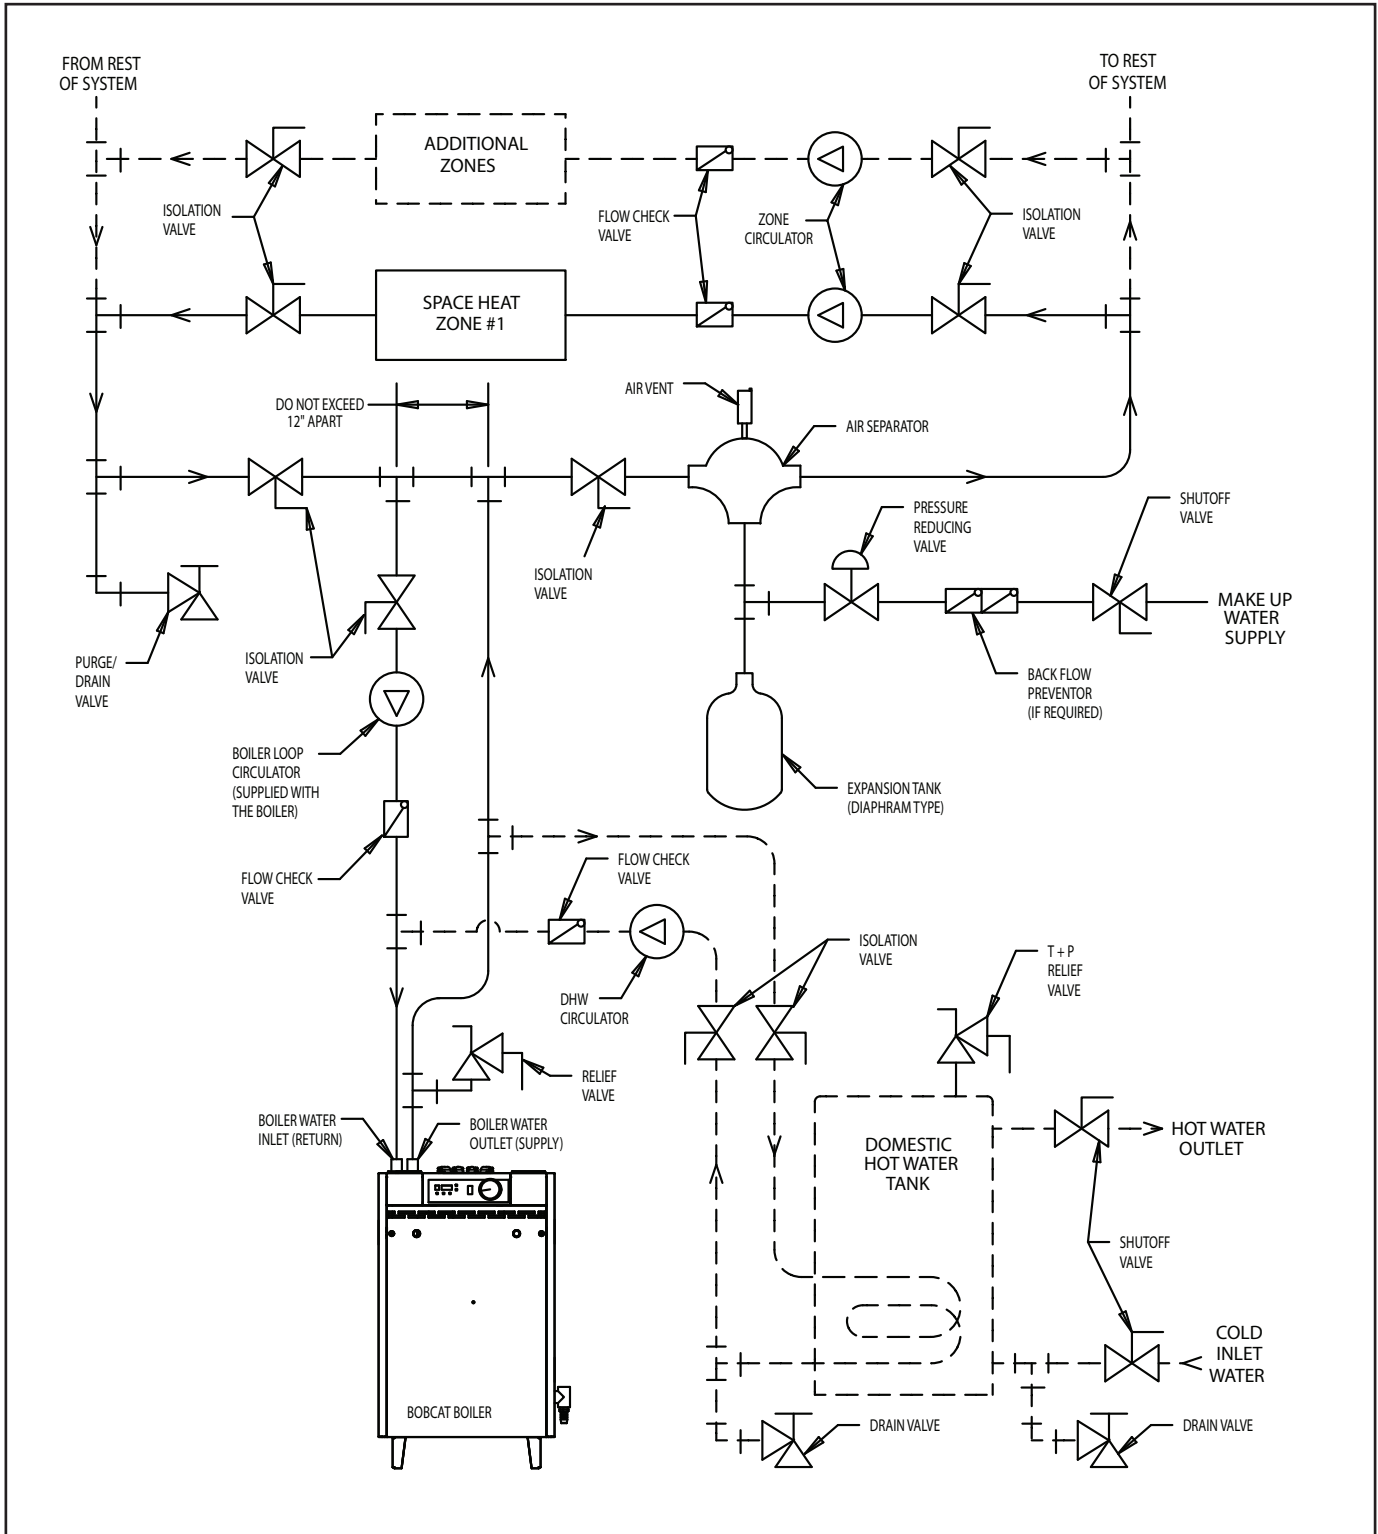 FROM REST
OF SYSTEM
TO REST
OF SYSTEM
ADDITIONAL
ZONES
ISOLATION
VALVE
FLOW CHECK
VALVE
ZONE
CIRCULATOR
ISOLATION
VALVE
SPACE HEAT
ZONE #1
DO NOT EXCEED
12" APART
AIR VENT
AIR SEPARATOR
PRESSURE
REDUCING
VALVE
SHUTOFF
VALVE
ISOLATION
VALVE
MAKE UP
WATER
SUPPLY
PURGE/
DRAIN
VALVE
ISOLATION
VALVE
BACK FLOW
PREVENTOR
(IF REQUIRED)
BOILER LOOP
CIRCULATOR
(SUPPLIED WITH
THE BOILER)
EXPANSION TANK
(DIAPHRAM TYPE)
FLOW CHECK
VALVE
FLOW CHECK
VALVE
ISOLATION
VALVE
T + P
RELIEF
VALVE
DHW
CIRCULATOR
RELIEF
VALVE
BOILER WATER
INLET (RETURN)
BOILER WATER
OUTLET (SUPPLY)
DOMESTIC
HOT WATER
TANK
HOT WATER
OUTLET
SHUTOFF
VALVE
COLD
INLET
WATER
BOBCAT BOILER
DRAIN VALVE
DRAIN VALVE